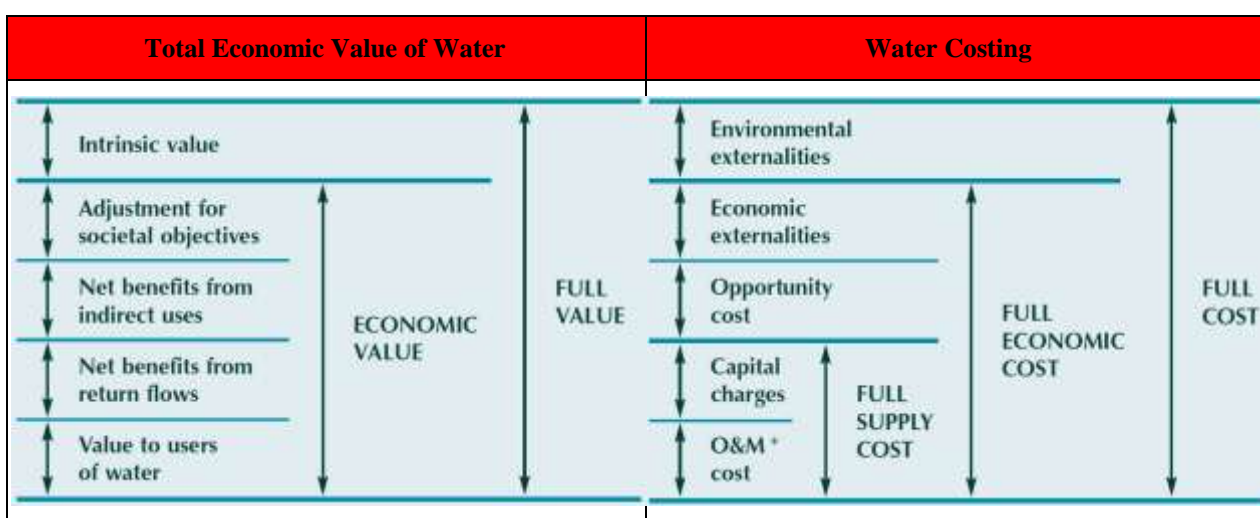 Total Economic Value of Water
Water Costing
Intrinsic value
Adjustment for
societal objectives
Net benefits from
indirect uses
Net benefits from
return flows
Value to users
of water
ECONOMIC
VALUE
FULL
VALUE
Environmental
externalities
Economic
externalities
Opportunity
cost
Capital
charges
O&M *
cost
FULL
SUPPLY
COST
FULL
ECONOMIC
COST
FULL
COST